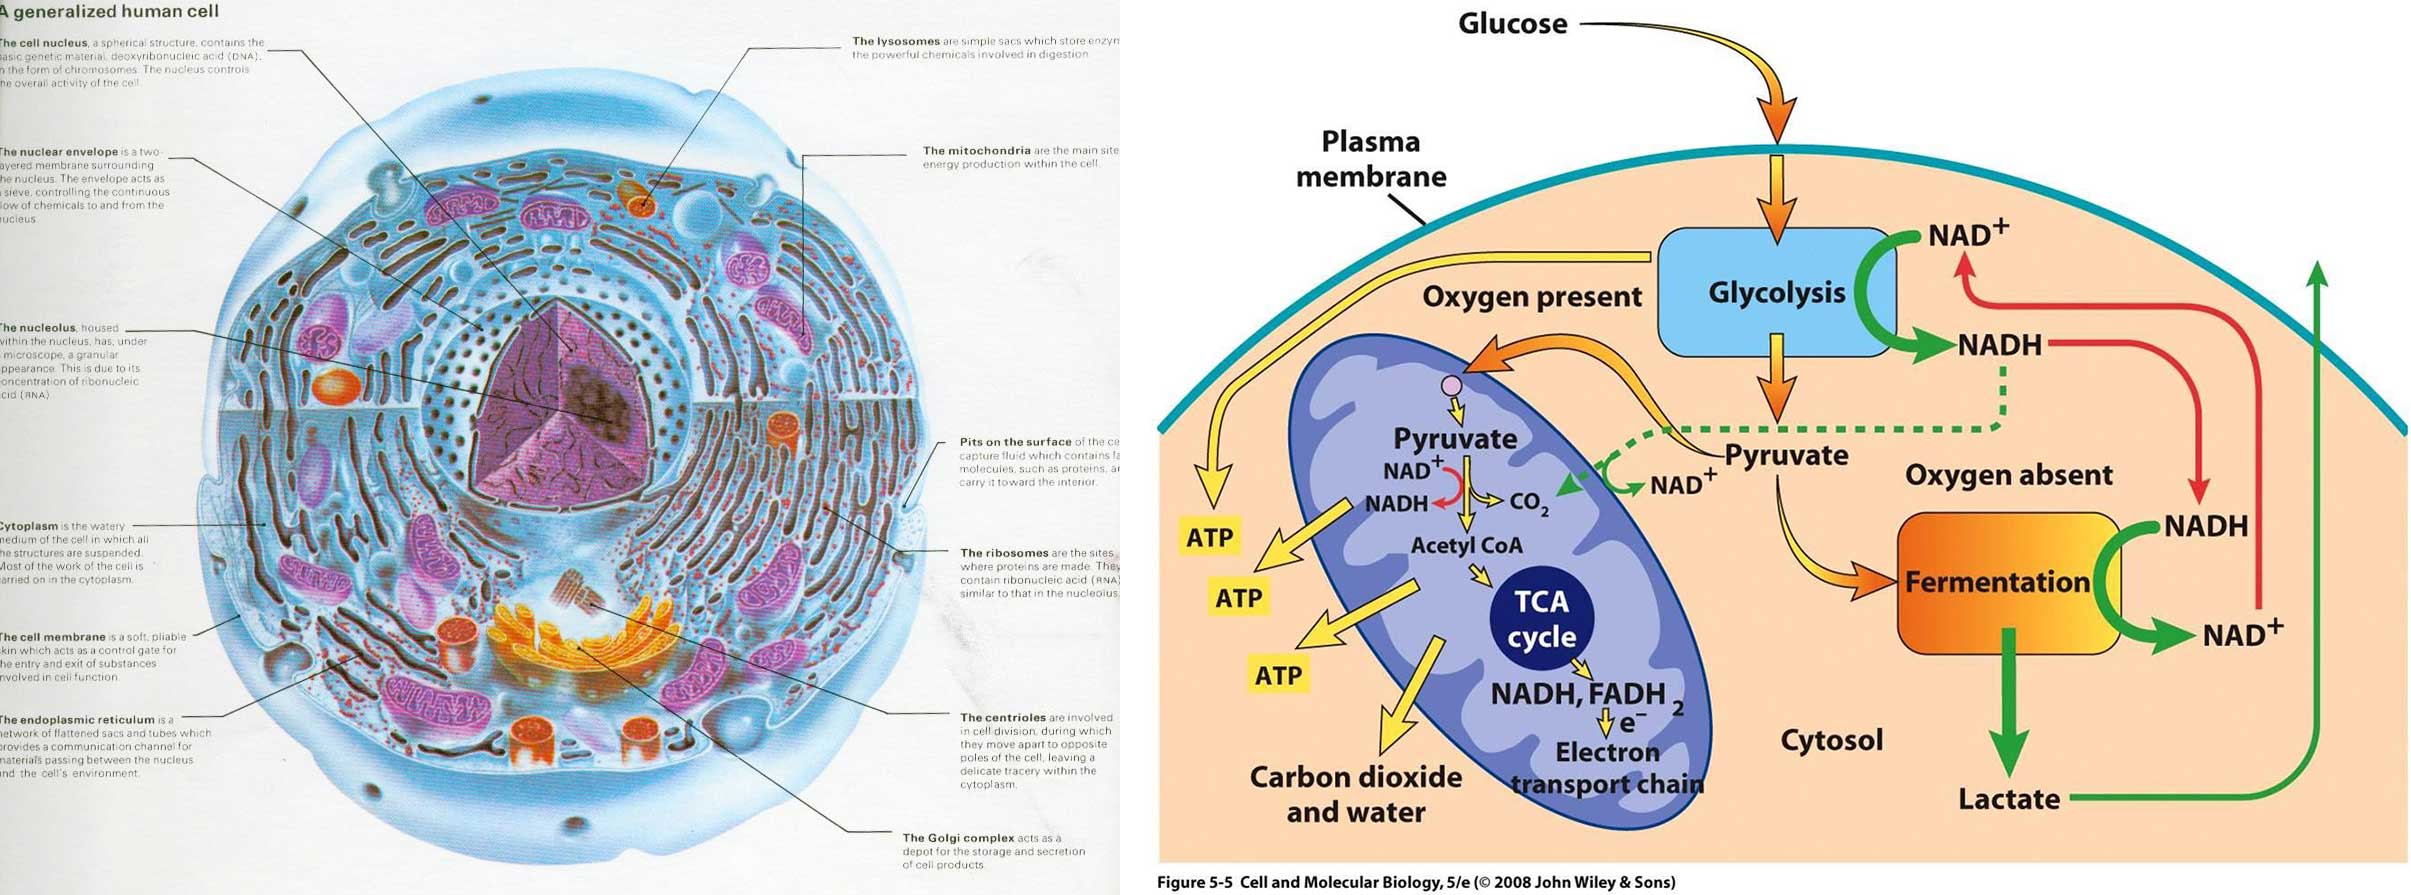 A generalized human cell
The cell nucleus, a spherical structure, contains the
basic genetic material, deoxyribonucleic acid (DNA),
in the form of chromosomes. The nucleus controls
the overall activity of the cell.
The nuclear envelope is a two-
layered membrane surrounding
the nucleus. The envelope acts as
a sieve, controlling the continuous
flow of chemicals to and from the
nucleus.
The nucleolus, housed
within the nucleus, has, under
a microscope, a granular
appearance. This is due to its
concentration of ribonucleic
acid (RNA)
Cytoplasm is the watery
medium of the cell in which all
the structures are suspended.
Most of the work of the cell is
carried on in the cytoplasm.
The cell membrane is a soft, pliable
skin which acts as a control gate for
the entry and exit of substances
involved in cell function.
The endoplasmic reticulum is a
network of flattened sacs and tubes which
provides a communication channel for
materials passing between the nucleus
and the cell's environment.
The lysosomes are simple sacs which store enzym
the powerful chemicals involved in digestion.
The mitochondria are the main site
energy production within the cell.
Pits on the surface of the ce
capture fluid which contains la
molecules, such as proteins, an
carry it toward the interior.
The ribosomes are the sites
where proteins are made. They
contain ribonucleic acid (RNA)
similar to that in the nucleolus.
The centrioles are involved
in cell division, during which
they move apart to opposite
poles of the cell, leaving a
delicate tracery within the
cytoplasm.
The Golgi complex acts as a
depot for the storage and secretion
of cell products.
Glucose
Plasma
membrane
Glycolysis
NAD+
NADH
Oxygen present
Pyruvate
NAD+
Oxygen absent
Pyruvate
NAD+
NADH
CO2
Acetyl CoA
TCA
cycle
NADH, FADH2
e−
Electron
transport chain
ATP
ATP
ATP
Carbon dioxide
and water
Fermentation
NADH
NAD+
Cytosol
Lactate
Figure 5-5 Cell and Molecular Biology, 5/e (© 2008 John Wiley & Sons)